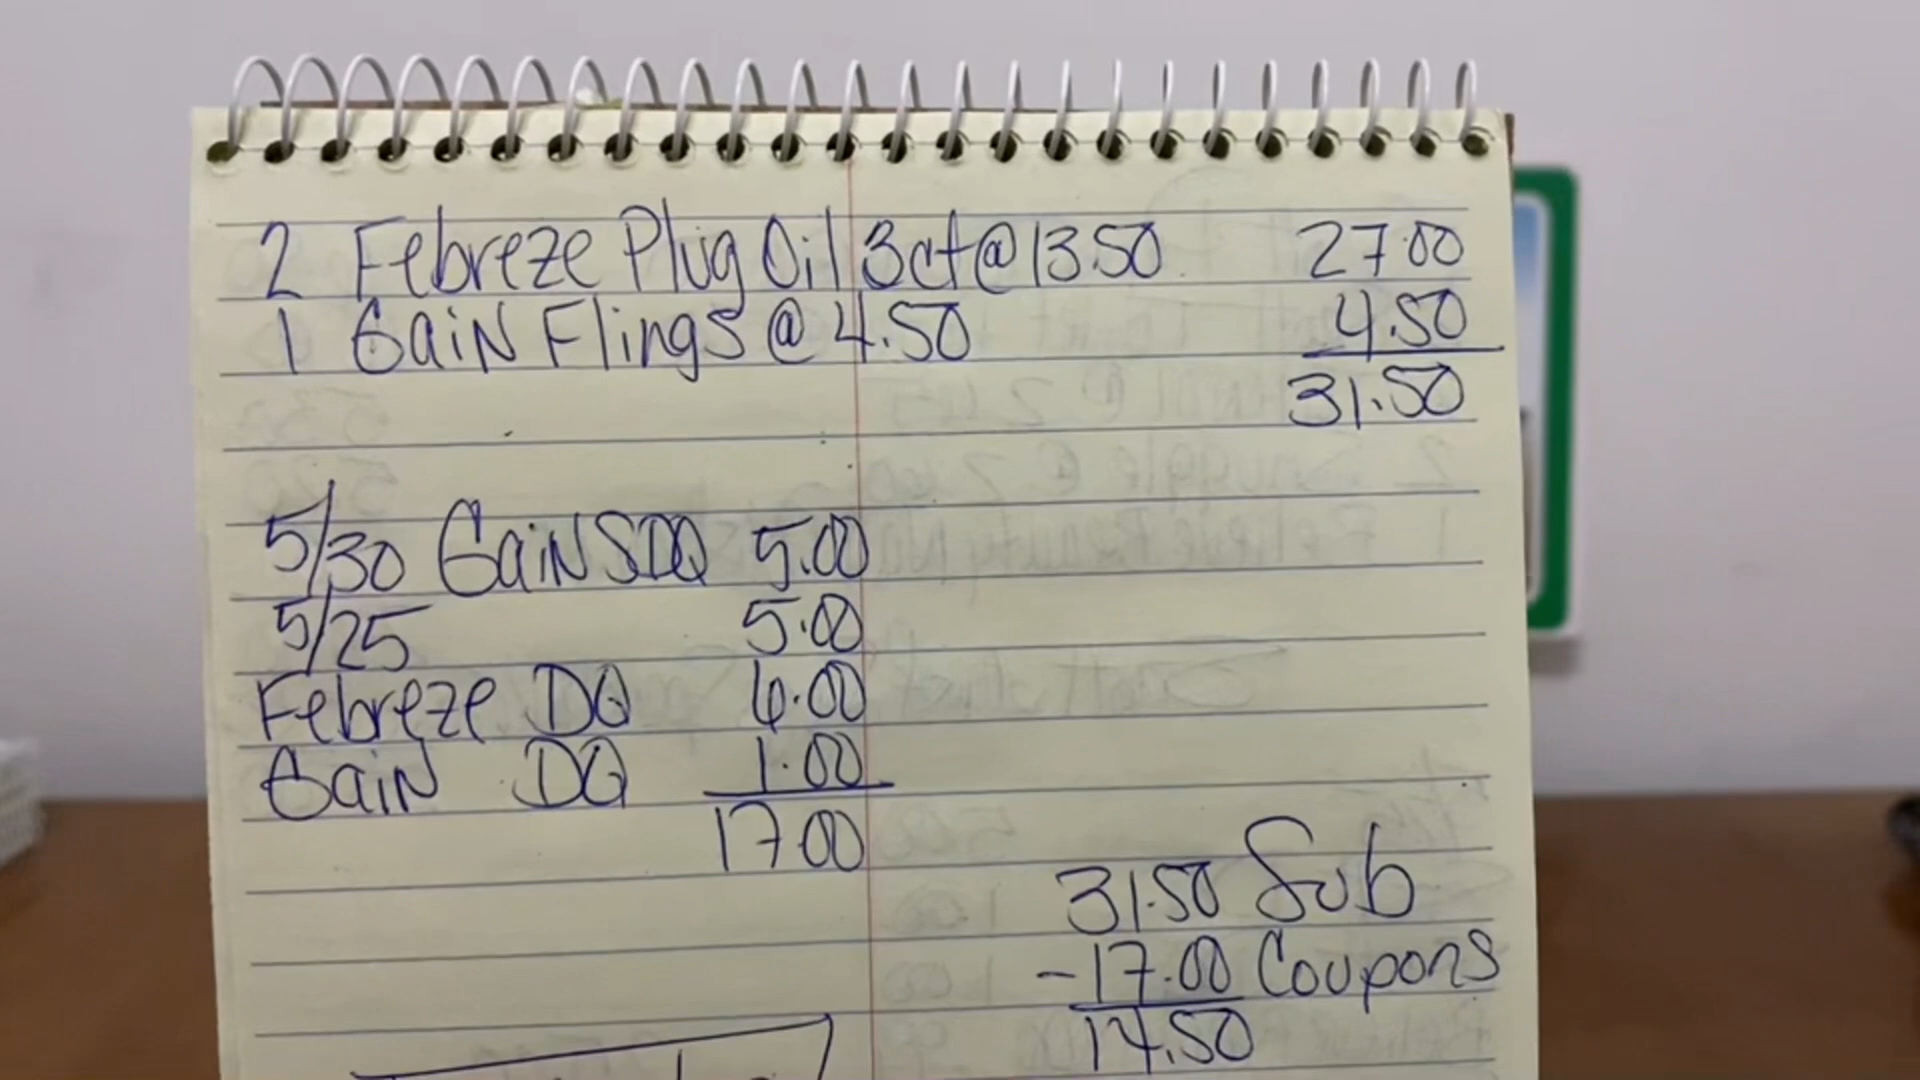 2 Febreze Plug Oil 3ct @ 13.50 27.00
1 Gain Flings @ 4.50 4.50
31.50
5/30 Gain SDQ 5.00
5/25 5.00
Febreze DQ 6.00
Gain DQ 1.00
17.00
31.50 Sub
-17.00 Coupons
14.50